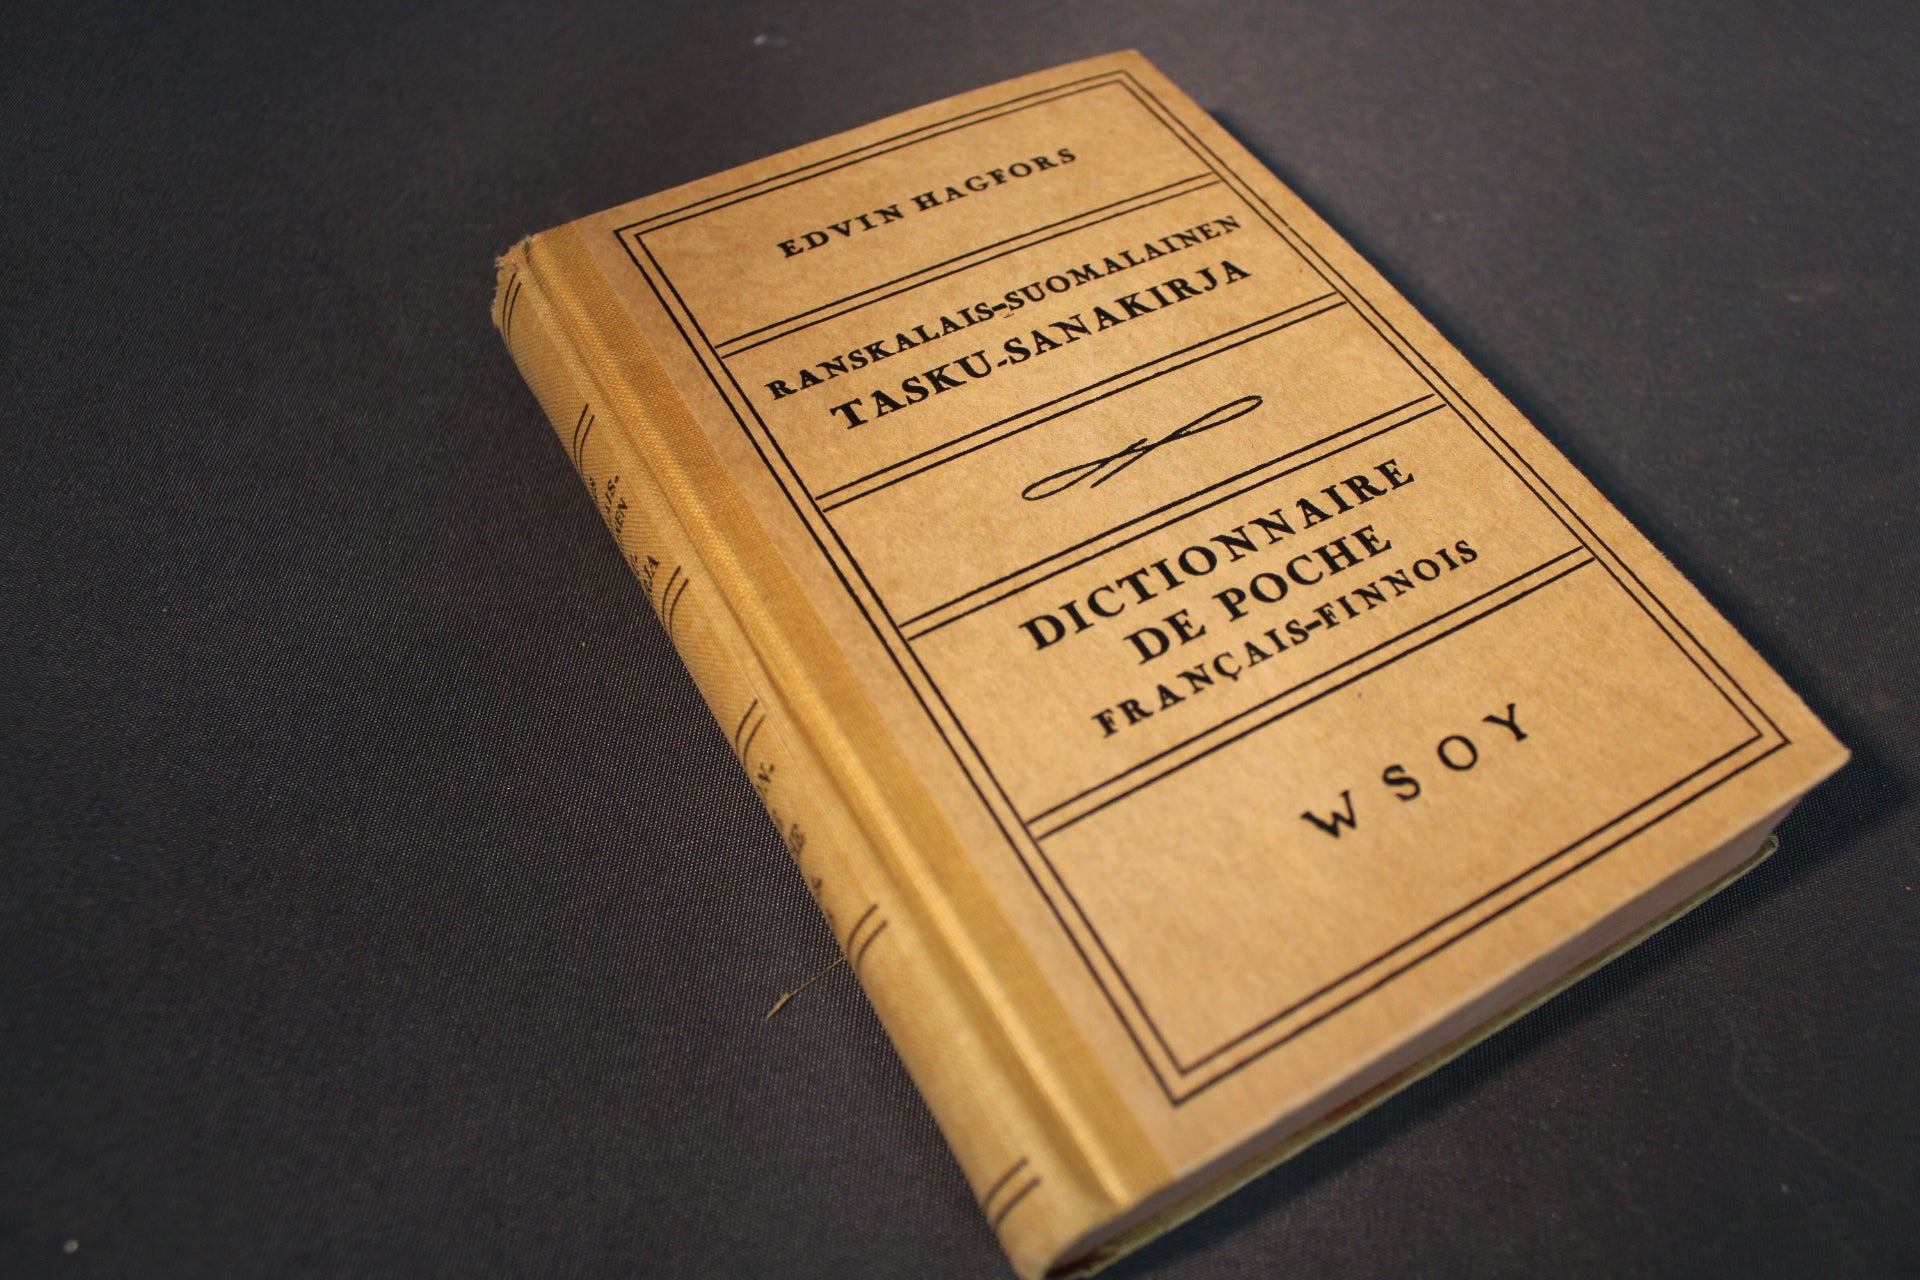 EDVIN HAGFORS
RANSKALAIS-SUOMALAINEN
TASKU-SANAKIRJA
DICTIONNAIRE
DE POCHE
FRANÇAIS-FINNOIS
WSOY